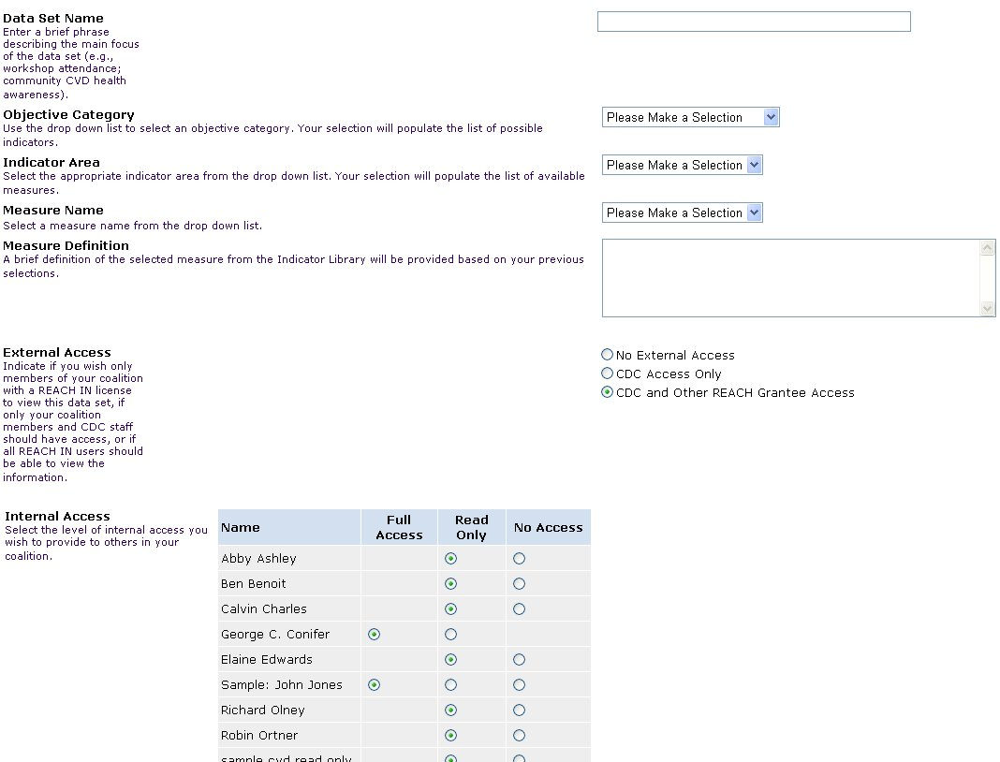 Data Set Name
Enter a brief phrase
describing the main focus
of the data set (e.g.,
workshop attendance;
community CVD health
awareness).
Objective Category
Use the drop down list to select an objective category. Your selection will populate the list of possible
indicators.
Please Make a Selection
Indicator Area
Select the appropriate indicator area from the drop down list. Your selection will populate the list of available
measures.
Please Make a Selection
Measure Name
Select a measure name from the drop down list.
Please Make a Selection
Measure Definition
A brief definition of the selected measure from the Indicator Library will be provided based on your previous
selections.
External Access
Indicate if you wish only
members of your coalition
with a REACH IN license
to view this data set, if
only your coalition
members and CDC staff
should have access, or if
all REACH IN users should
be able to view the
information.
No External Access
CDC Access Only
CDC and Other REACH Grantee Access
Internal Access
Select the level of internal access you
wish to provide to others in your
coalition.
Name Full Access Read Only No Access
Abby Ashley
Ben Benoit
Calvin Charles
George C. Conifer
Elaine Edwards
Sample: John Jones
Richard Olney
Robin Ortner
sample cvd read only